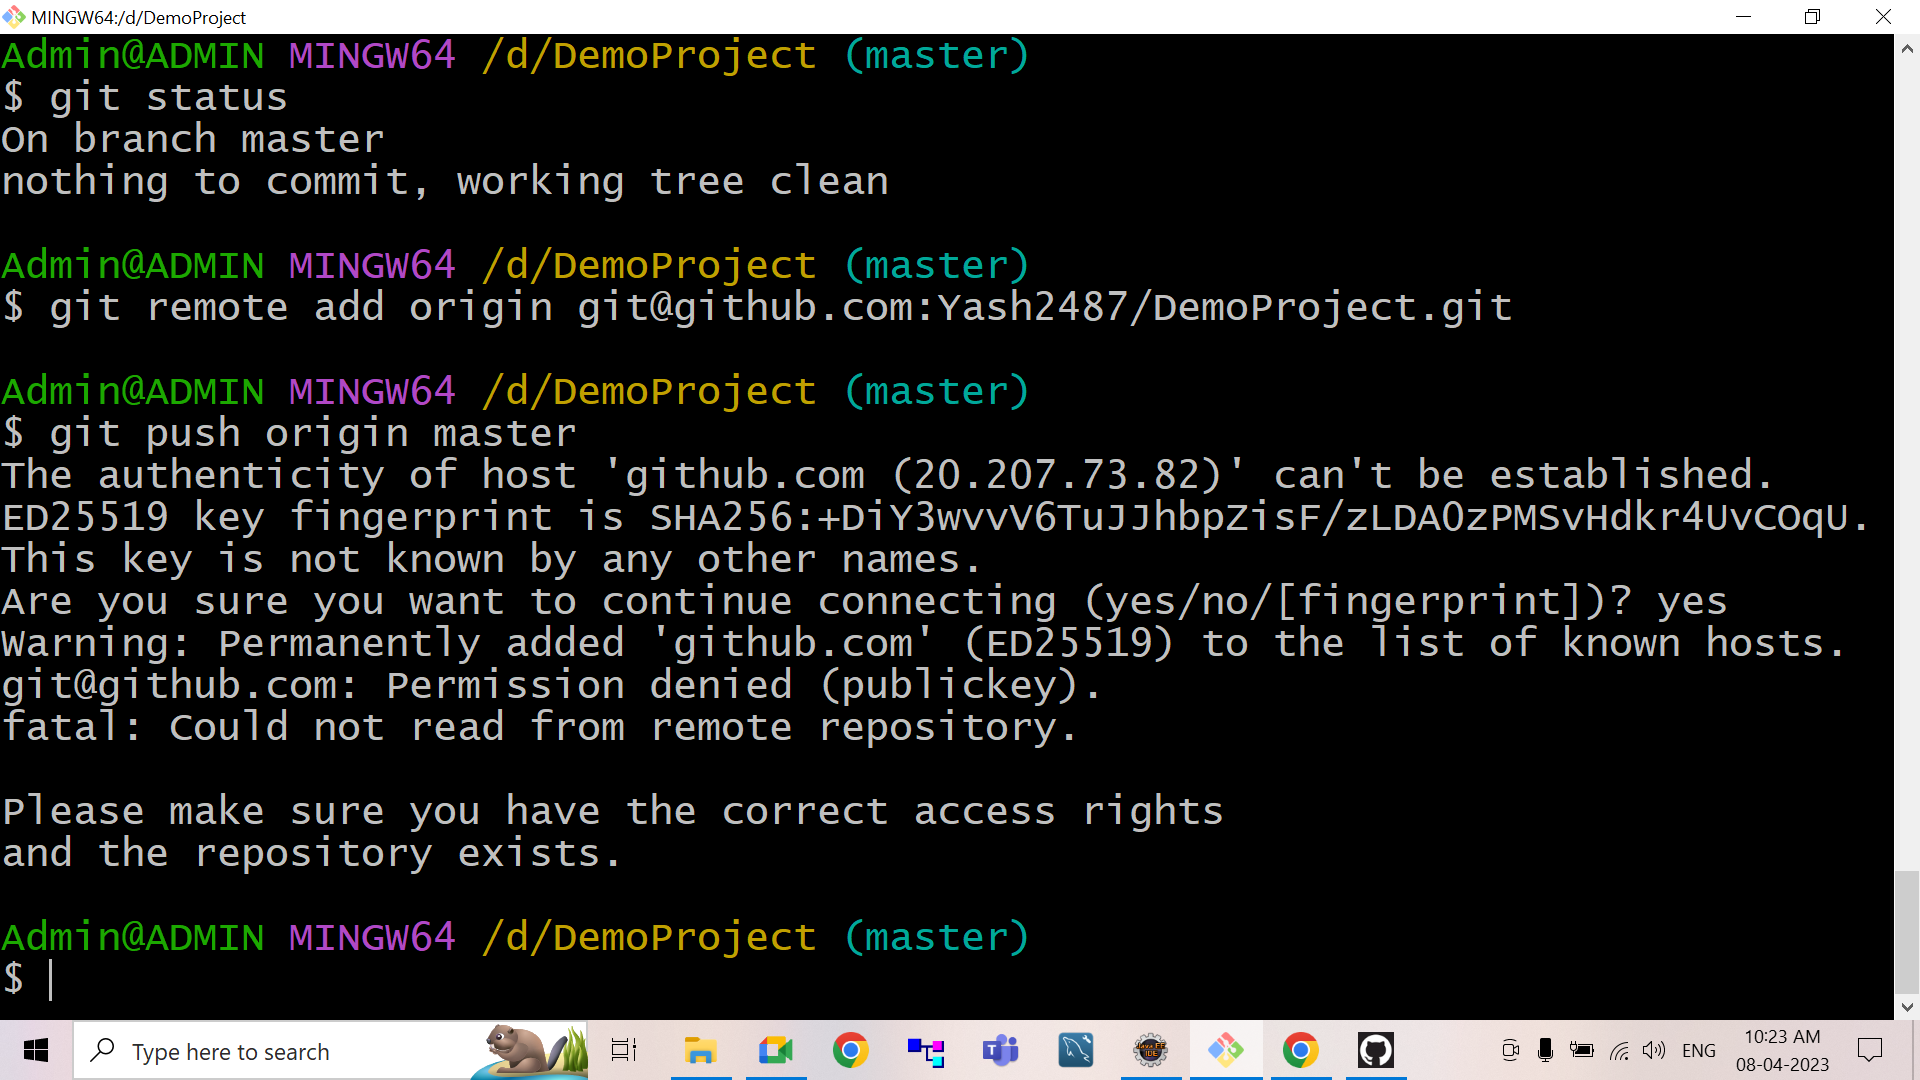 MINGW64:/d/DemoProject
Admin@ADMIN MINGW64 /d/DemoProject (master)
$ git status
On branch master
nothing to commit, working tree clean
Admin@ADMIN MINGW64 /d/DemoProject (master)
$ git remote add origin git@github.com:Yash2487/DemoProject.git
Admin@ADMIN MINGW64 /d/DemoProject (master)
$ git push origin master
The authenticity of host 'github.com (20.207.73.82)' can't be established.
ED25519 key fingerprint is SHA256:+DiY3wvvV6TuJJhbpZisF/zLDA0zPMSvHdkr4UvCOqU.
This key is not known by any other names.
Are you sure you want to continue connecting (yes/no/[fingerprint])? yes
Warning: Permanently added 'github.com' (ED25519) to the list of known hosts.
git@github.com: Permission denied (publickey).
fatal: Could not read from remote repository.
Please make sure you have the correct access rights
and the repository exists.
Admin@ADMIN MINGW64 /d/DemoProject (master)
$
Type here to search
Java EE
IDE
ENG
10:23 AM
08-04-2023